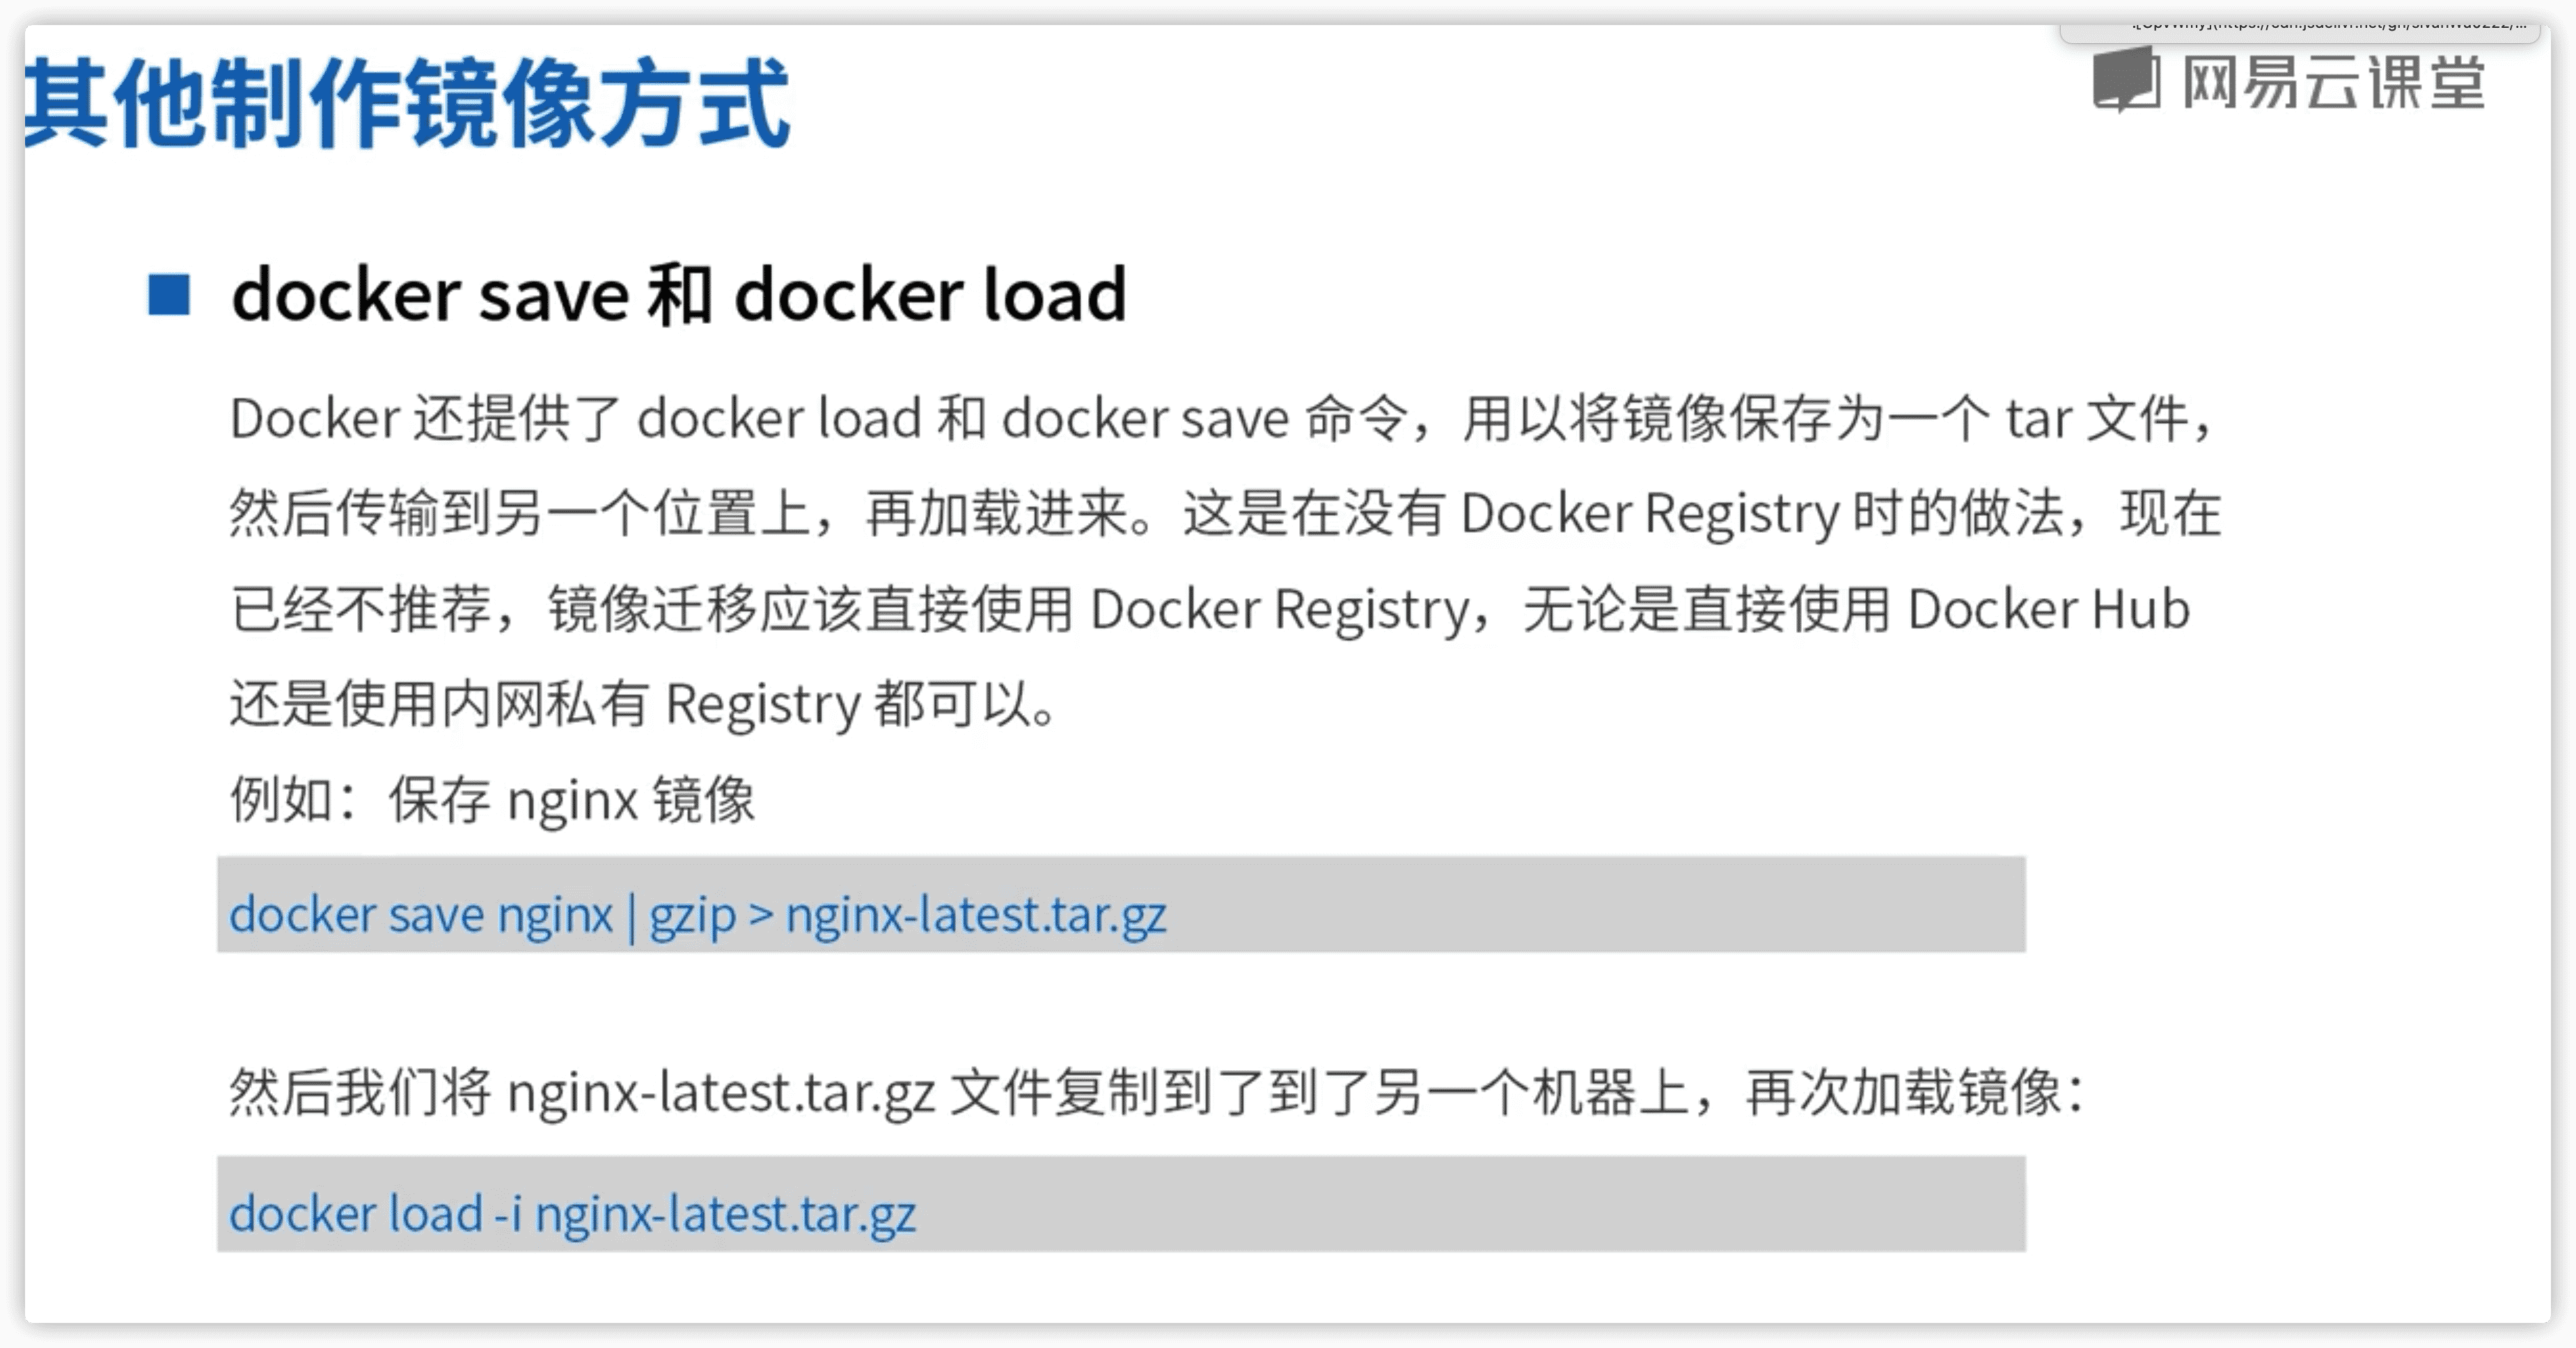 其他制作镜像方式
网易云课堂
docker save 和 docker load
Docker 还提供了 docker load 和 docker save 命令，用以将镜像保存为一个 tar 文件，
然后传输到另一个位置上，再加载进来。这是在没有 Docker Registry 时的做法，现在
已经不推荐，镜像迁移应该直接使用 Docker Registry，无论是直接使用 Docker Hub
还是使用内网私有 Registry 都可以。
例如：保存 nginx 镜像
docker save nginx | gzip > nginx-latest.tar.gz
然后我们将 nginx-latest.tar.gz 文件复制到了到了另一个机器上，再次加载镜像：
docker load -i nginx-latest.tar.gz